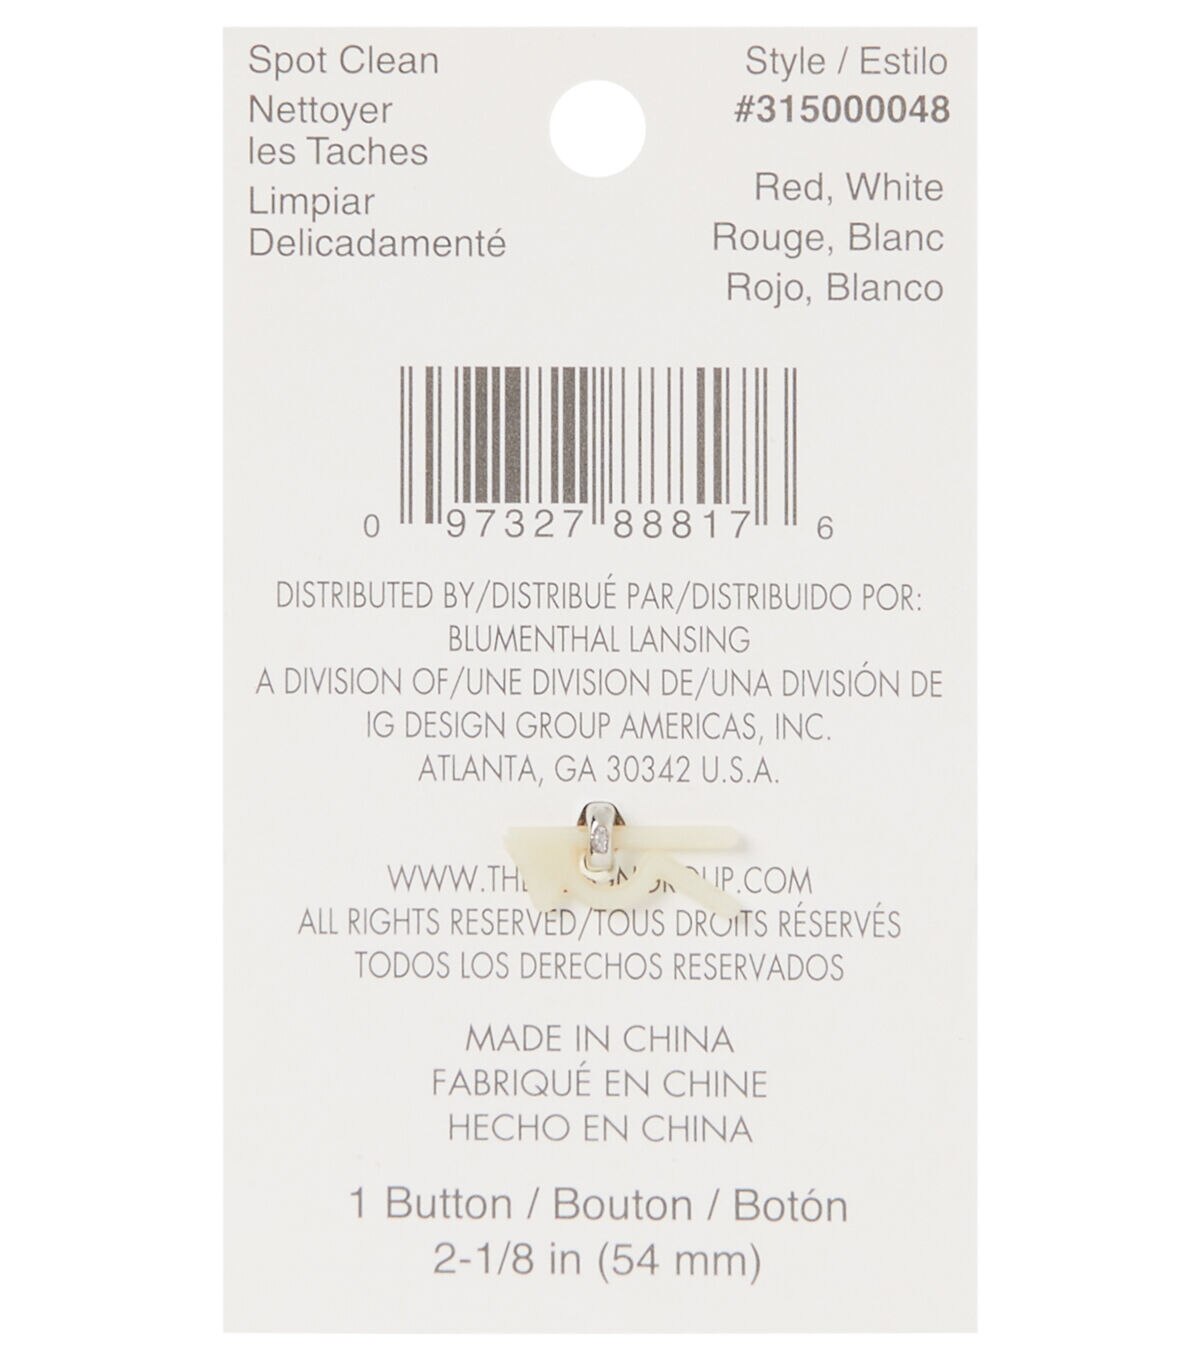 Spot Clean
Nettoyer
les Taches
Limpiar
Delicadamenté
Style / Estilo
#315000048
Red, White
Rouge, Blanc
Rojo, Blanco
0 97327 88817 6
DISTRIBUTED BY/DISTRIBUÉ PAR/DISTRIBUIDO POR:
BLUMENTHAL LANSING
A DIVISION OF/UNE DIVISION DE/UNA DIVISIÓN DE
IG DESIGN GROUP AMERICAS, INC.
ATLANTA, GA 30342 U.S.A.
ALL RIGHTS RESERVED/TOUS DROITS RÉSERVÉS
TODOS LOS DERECHOS RESERVADOS
MADE IN CHINA
FABRIQUÉ EN CHINE
HECHO EN CHINA
1 Button / Bouton / Botón
2-1/8 in (54 mm)